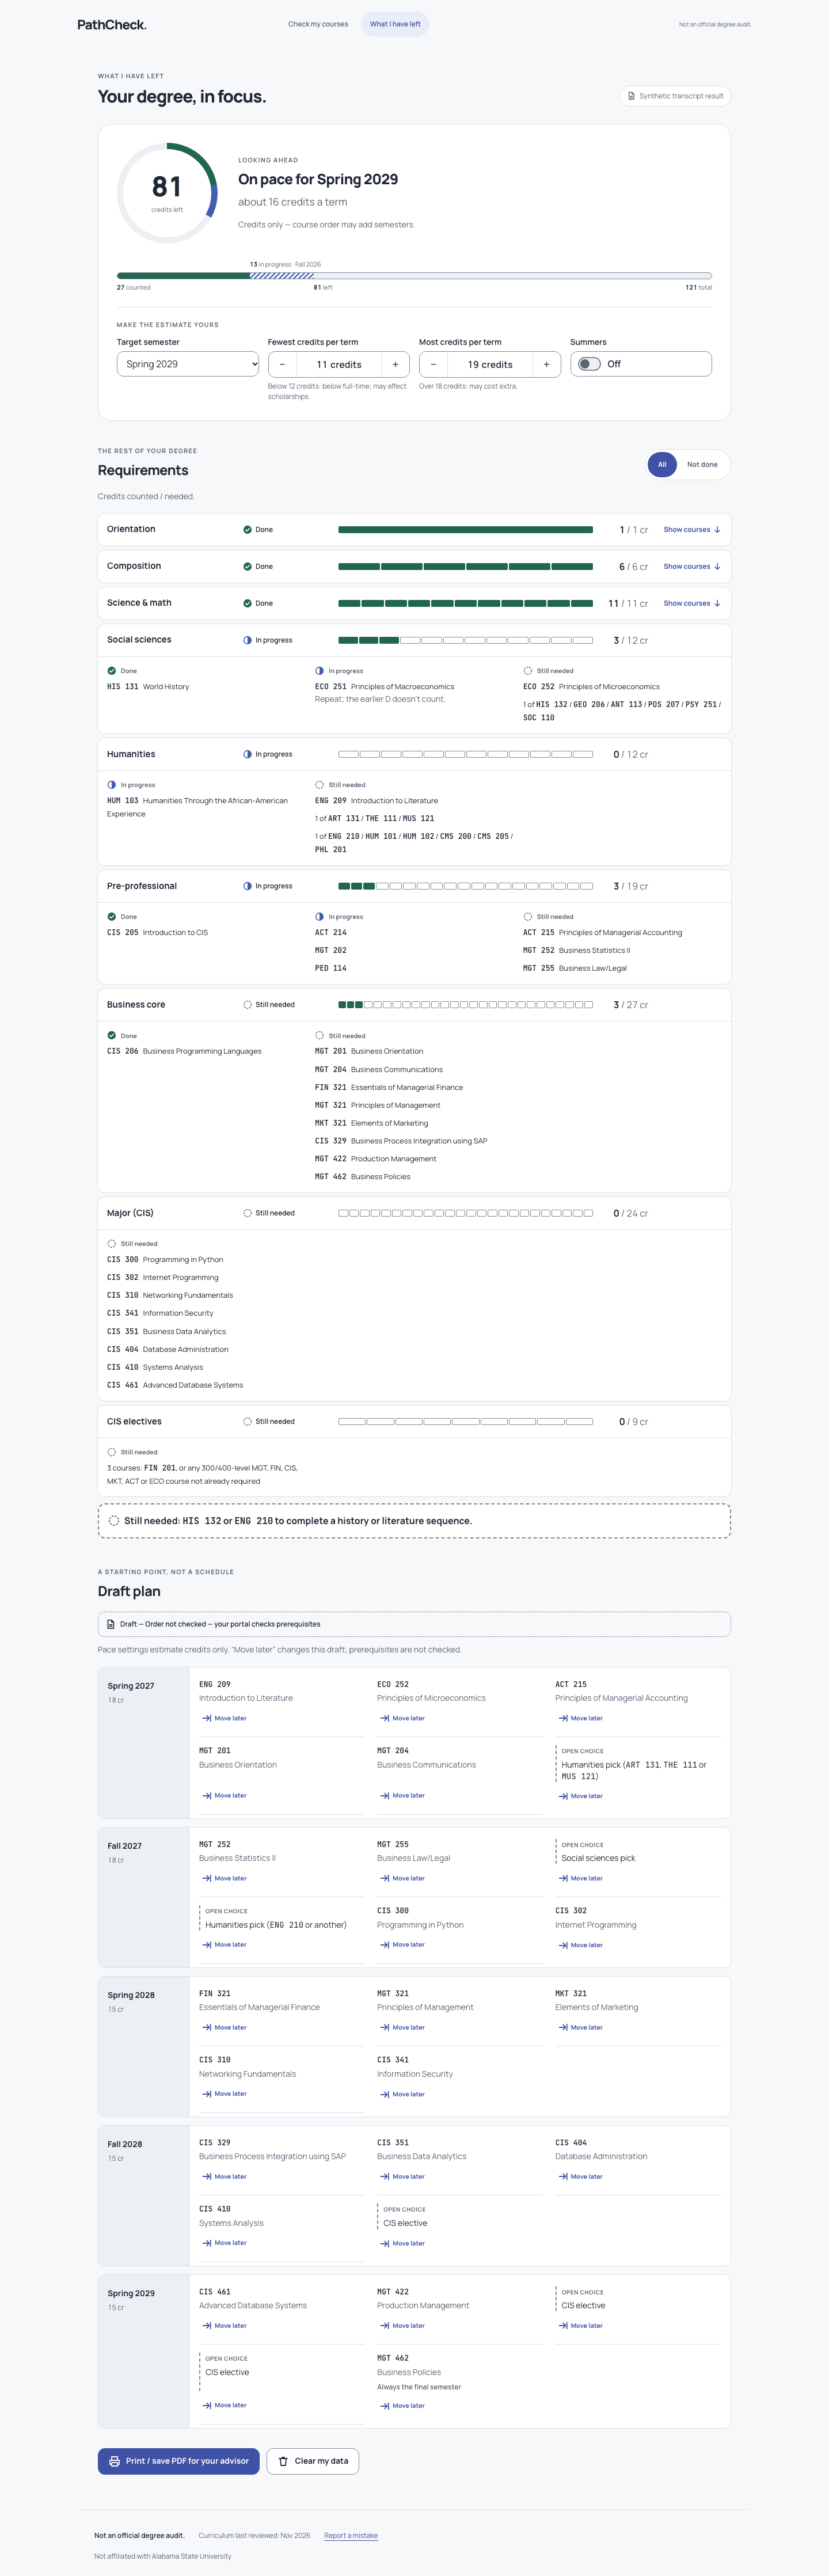 PathCheck.
Check my courses
What I have left
Not an official degree audit.
WHAT I HAVE LEFT
Your degree, in focus.
Synthetic transcript result
81
credits left
LOOKING AHEAD
On pace for Spring 2029
about 16 credits a term
Credits only — course order may add semesters.
13 in progress · Fall 2026
27 counted
81 left
121 total
MAKE THE ESTIMATE YOURS
Target semester
Spring 2029
Fewest credits per term
− 11 credits +
Below 12 credits: below full-time; may affect
scholarships.
Most credits per term
− 19 credits +
Over 18 credits: may cost extra.
Summers
Off
THE REST OF YOUR DEGREE
Requirements
All
Not done
Credits counted / needed.
Orientation
Done
1 / 1 cr
Show courses
Composition
Done
6 / 6 cr
Show courses
Science & math
Done
11 / 11 cr
Show courses
Social sciences
In progress
3 / 12 cr
Done
HIS 131 World History
In progress
ECO 251 Principles of Macroeconomics
Repeat; the earlier D doesn't count.
Still needed
ECO 252 Principles of Microeconomics
1 of HIS 132 / GEO 206 / ANT 113 / POS 207 / PSY 251 /
SOC 110
Humanities
In progress
0 / 12 cr
In progress
HUM 103 Humanities Through the African-American
Experience
Still needed
ENG 209 Introduction to Literature
1 of ART 131 / THE 111 / MUS 121
1 of ENG 210 / HUM 101 / HUM 102 / CMS 200 / CMS 205 /
PHL 201
Pre-professional
In progress
3 / 19 cr
Done
CIS 205 Introduction to CIS
In progress
ACT 214
MGT 202
PED 114
Still needed
ACT 215 Principles of Managerial Accounting
MGT 252 Business Statistics II
MGT 255 Business Law/Legal
Business core
Still needed
3 / 27 cr
Done
CIS 206 Business Programming Languages
Still needed
MGT 201 Business Orientation
MGT 204 Business Communications
FIN 321 Essentials of Managerial Finance
MGT 321 Principles of Management
MKT 321 Elements of Marketing
CIS 329 Business Process Integration using SAP
MGT 422 Production Management
MGT 462 Business Policies
Major (CIS)
Still needed
0 / 24 cr
Still needed
CIS 300 Programming in Python
CIS 302 Internet Programming
CIS 310 Networking Fundamentals
CIS 341 Information Security
CIS 351 Business Data Analytics
CIS 404 Database Administration
CIS 410 Systems Analysis
CIS 461 Advanced Database Systems
CIS electives
Still needed
0 / 9 cr
Still needed
3 courses: FIN 201, or any 300/400-level MGT, FIN, CIS,
MKT, ACT or ECO course not already required
Still needed: HIS 132 or ENG 210 to complete a history or literature sequence.
A STARTING POINT, NOT A SCHEDULE
Draft plan
Draft — Order not checked — your portal checks prerequisites
Pace settings estimate credits only. "Move later" changes this draft; prerequisites are not checked.
Spring 2027
18 cr
ENG 209
Introduction to Literature
Move later
ECO 252
Principles of Microeconomics
Move later
ACT 215
Principles of Managerial Accounting
Move later
MGT 201
Business Orientation
Move later
MGT 204
Business Communications
Move later
OPEN CHOICE
Humanities pick (ART 131, THE 111 or
MUS 121)
Move later
Fall 2027
18 cr
MGT 252
Business Statistics II
Move later
MGT 255
Business Law/Legal
Move later
OPEN CHOICE
Social sciences pick
Move later
OPEN CHOICE
Humanities pick (ENG 210 or another)
Move later
CIS 300
Programming in Python
Move later
CIS 302
Internet Programming
Move later
Spring 2028
15 cr
FIN 321
Essentials of Managerial Finance
Move later
MGT 321
Principles of Management
Move later
MKT 321
Elements of Marketing
Move later
CIS 310
Networking Fundamentals
Move later
CIS 341
Information Security
Move later
Fall 2028
15 cr
CIS 329
Business Process Integration using SAP
Move later
CIS 351
Business Data Analytics
Move later
CIS 404
Database Administration
Move later
CIS 410
Systems Analysis
Move later
OPEN CHOICE
CIS elective
Move later
Spring 2029
15 cr
CIS 461
Advanced Database Systems
Move later
MGT 422
Production Management
Move later
OPEN CHOICE
CIS elective
Move later
OPEN CHOICE
CIS elective
Move later
MGT 462
Business Policies
Always the final semester
Move later
Print / save PDF for your advisor
Clear my data
Not an official degree audit.
Curriculum last reviewed: Nov 2026
Report a mistake
Not affiliated with Alabama State University